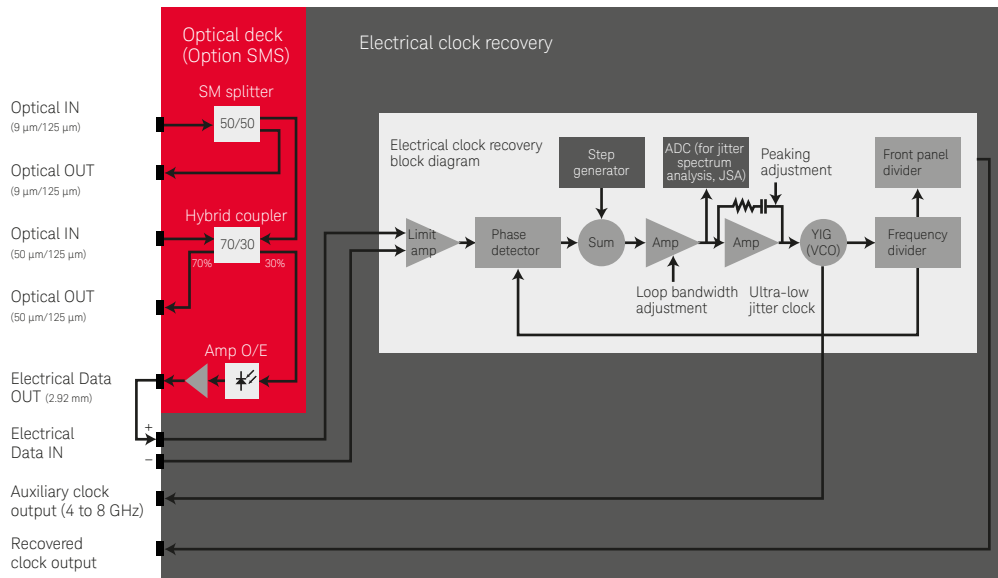 Optical deck
(Option SMS)
Electrical clock recovery
SM splitter
50/50
Optical IN
(9 µm/125 µm)
Optical OUT
(9 µm/125 µm)
Hybrid coupler
70/30
70%
30%
Optical IN
(50 µm/125 µm)
Optical OUT
(50 µm/125 µm)
Amp O/E
Electrical Data
OUT (2.92 mm)
Electrical
Data IN
+
–
Auxiliary clock
output (4 to 8 GHz)
Recovered
clock output
Electrical clock recovery
block diagram
Step
generator
ADC (for jitter
spectrum
analysis, JSA)
Peaking
adjustment
Front panel
divider
Limit
amp
Phase
detector
Sum
Amp
Amp
YIG
(VCO)
Frequency
divider
Loop bandwidth
adjustment
Ultra-low
jitter clock